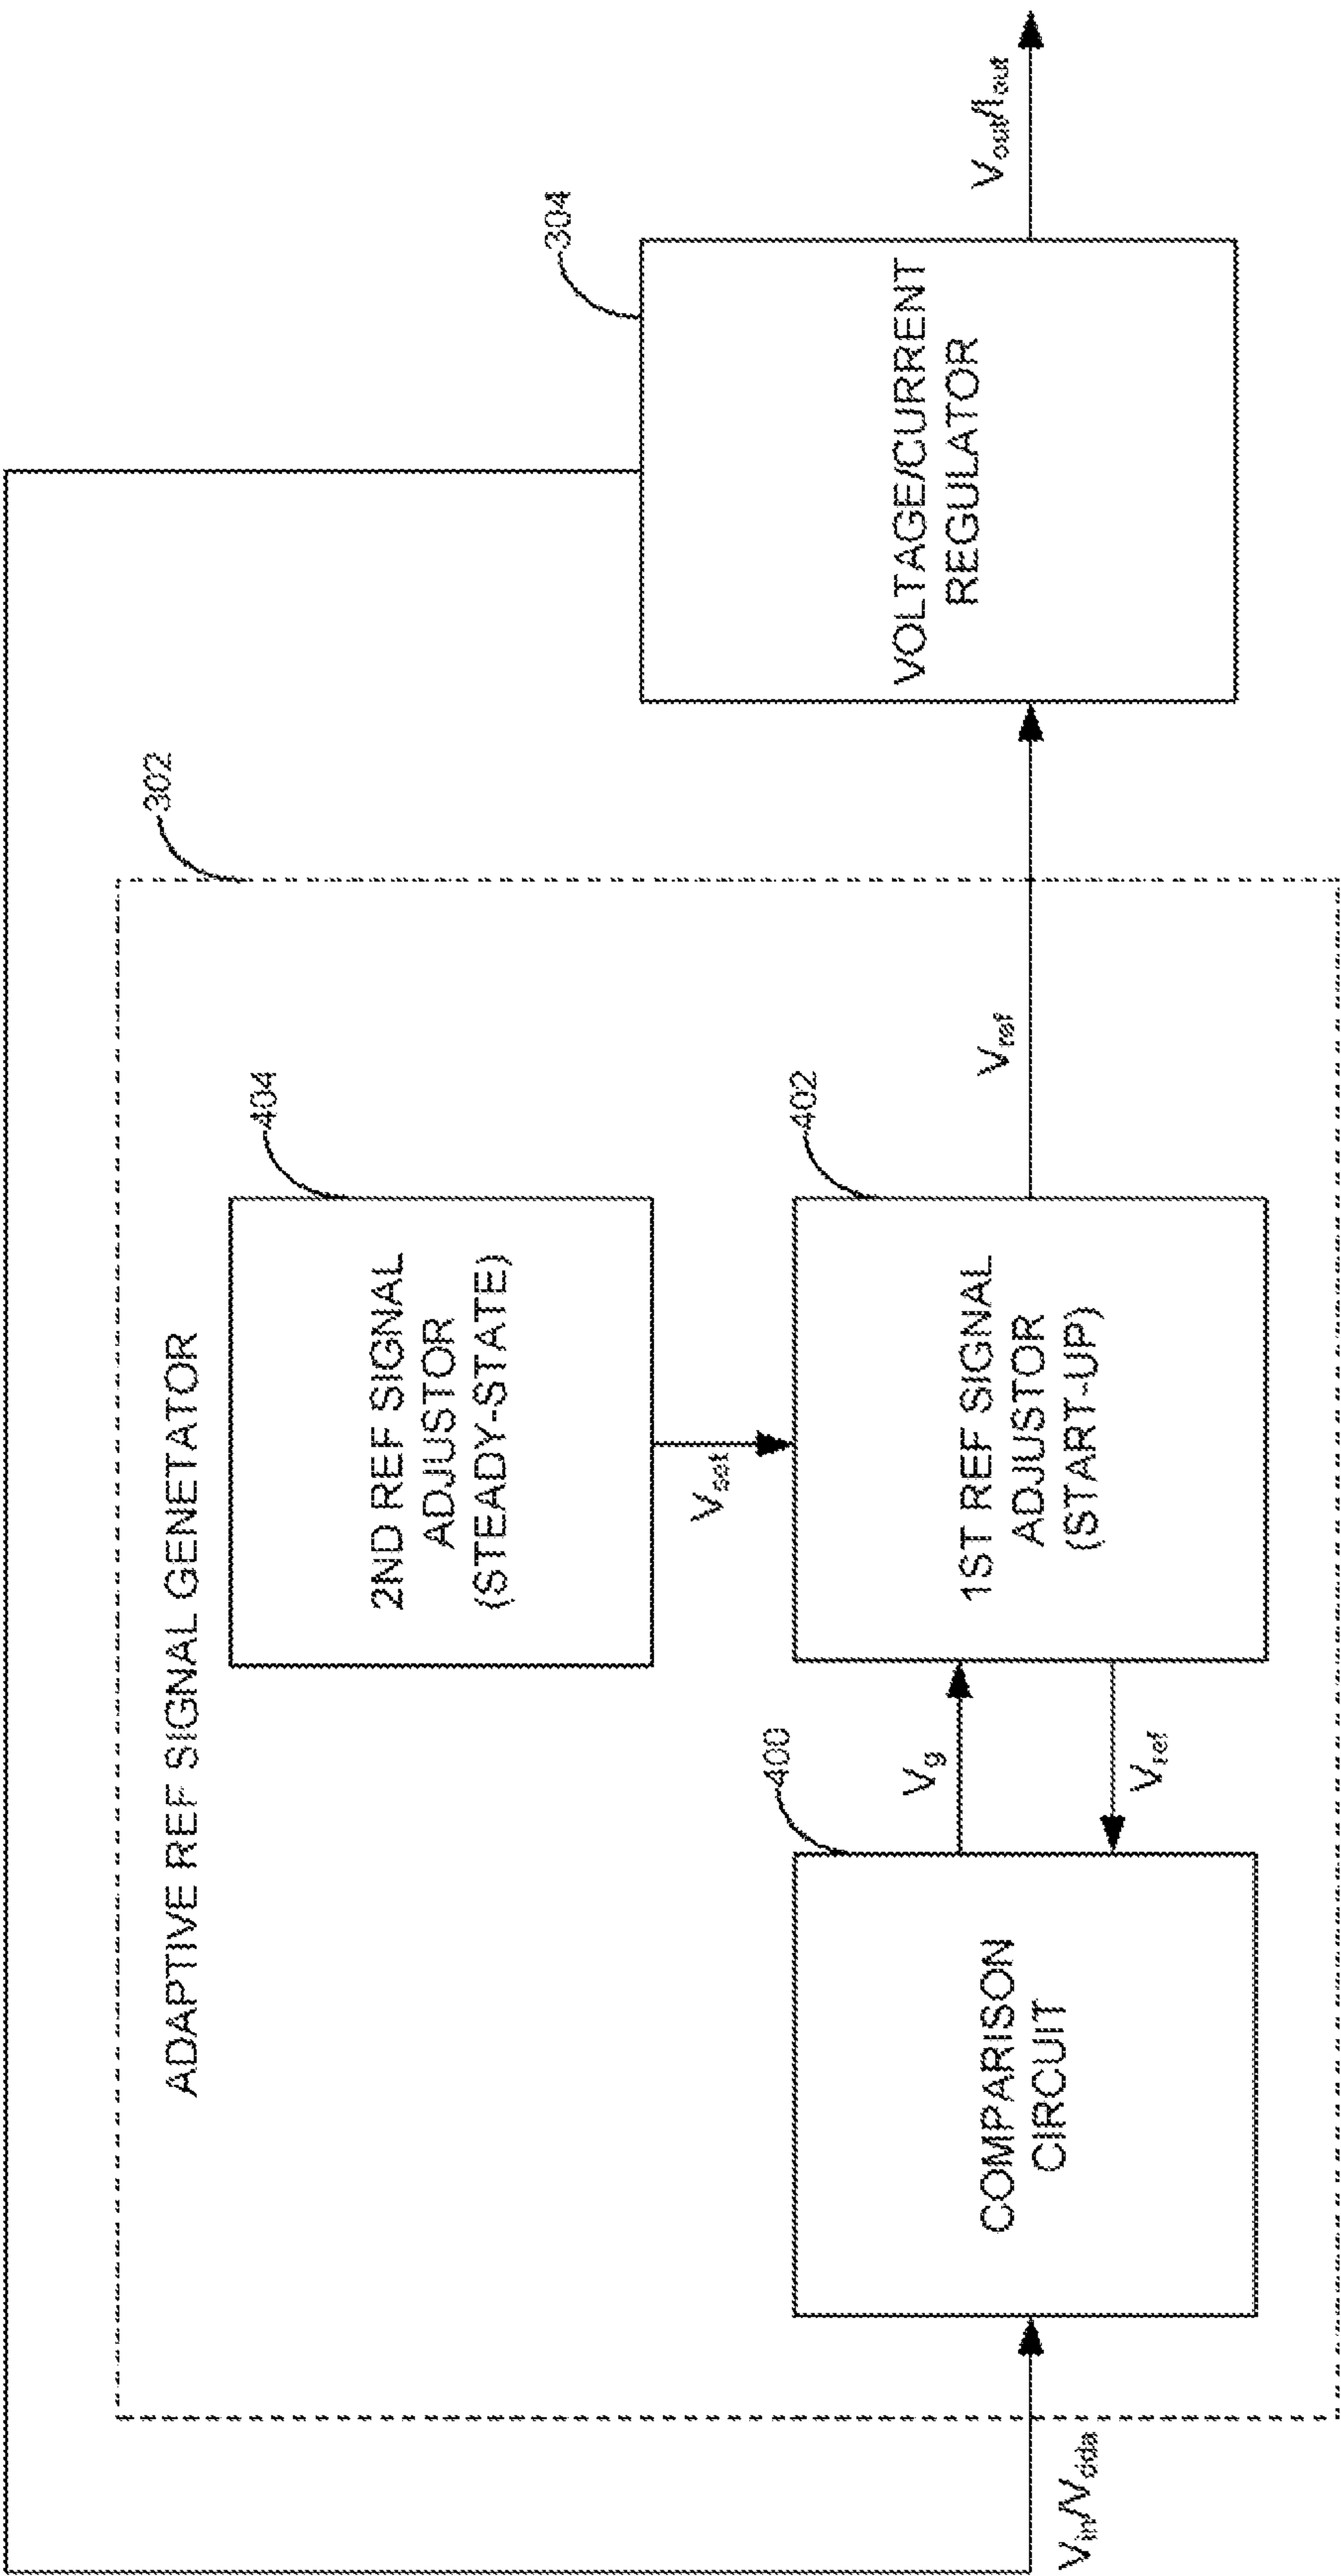 ADAPTIVE REF SIGNAL GENETATOR
302
304
2ND REF SIGNAL
ADJUSTOR
(STEADY-STATE)
404
Vset
COMPARISON
CIRCUIT
400
Vg
Vref
1ST REF SIGNAL
ADJUSTOR
(START-UP)
402
Vref
VOLTAGE/CURRENT
REGULATOR
Vout/Iout
Vin/Vdda